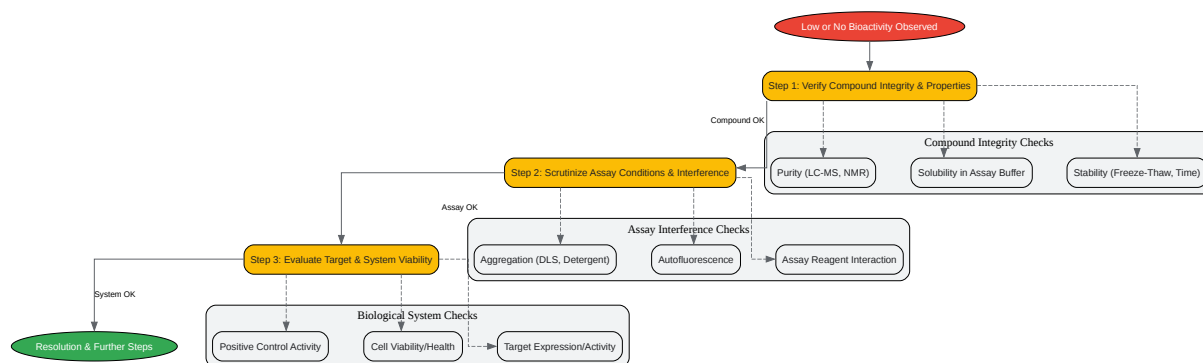 Low or No Bioactivity Observed
Step 1: Verify Compound Integrity & Properties
Compound OK
Compound Integrity Checks
Purity (LC-MS, NMR)
Solubility in Assay Buffer
Stability (Freeze-Thaw, Time)
Step 2: Scrutinize Assay Conditions & Interference
Assay OK
Assay Interference Checks
Aggregation (DLS, Detergent)
Autofluorescence
Assay Reagent Interaction
Step 3: Evaluate Target & System Viability
System OK
Biological System Checks
Positive Control Activity
Cell Viability/Health
Target Expression/Activity
Resolution & Further Steps